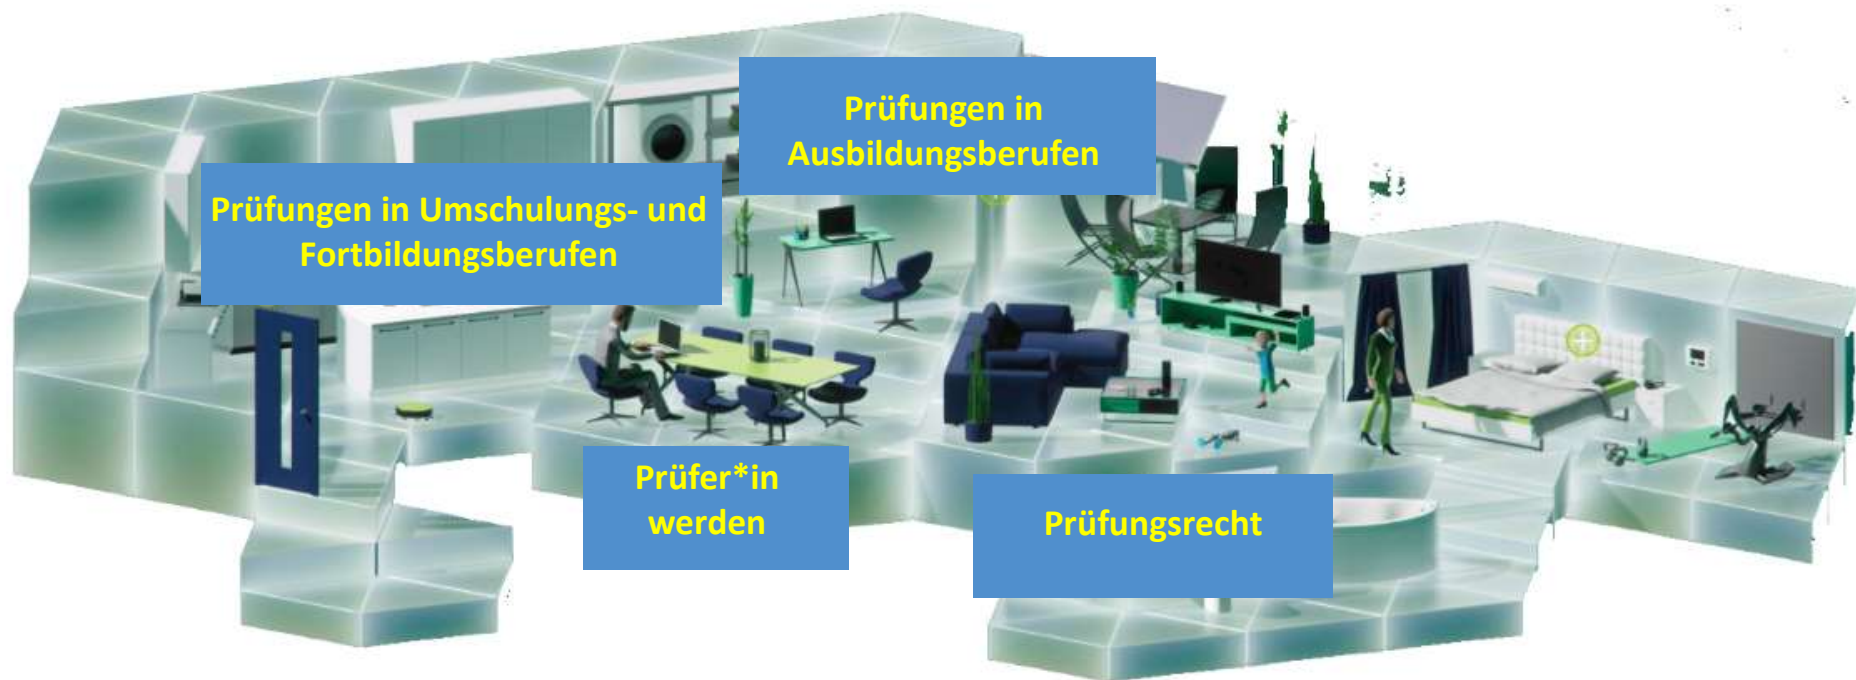 Prüfungen in
Ausbildungsberufen
Prüfungen in Umschulungs- und
Fortbildungsberufen
Prüfer*in
werden
Prüfungsrecht